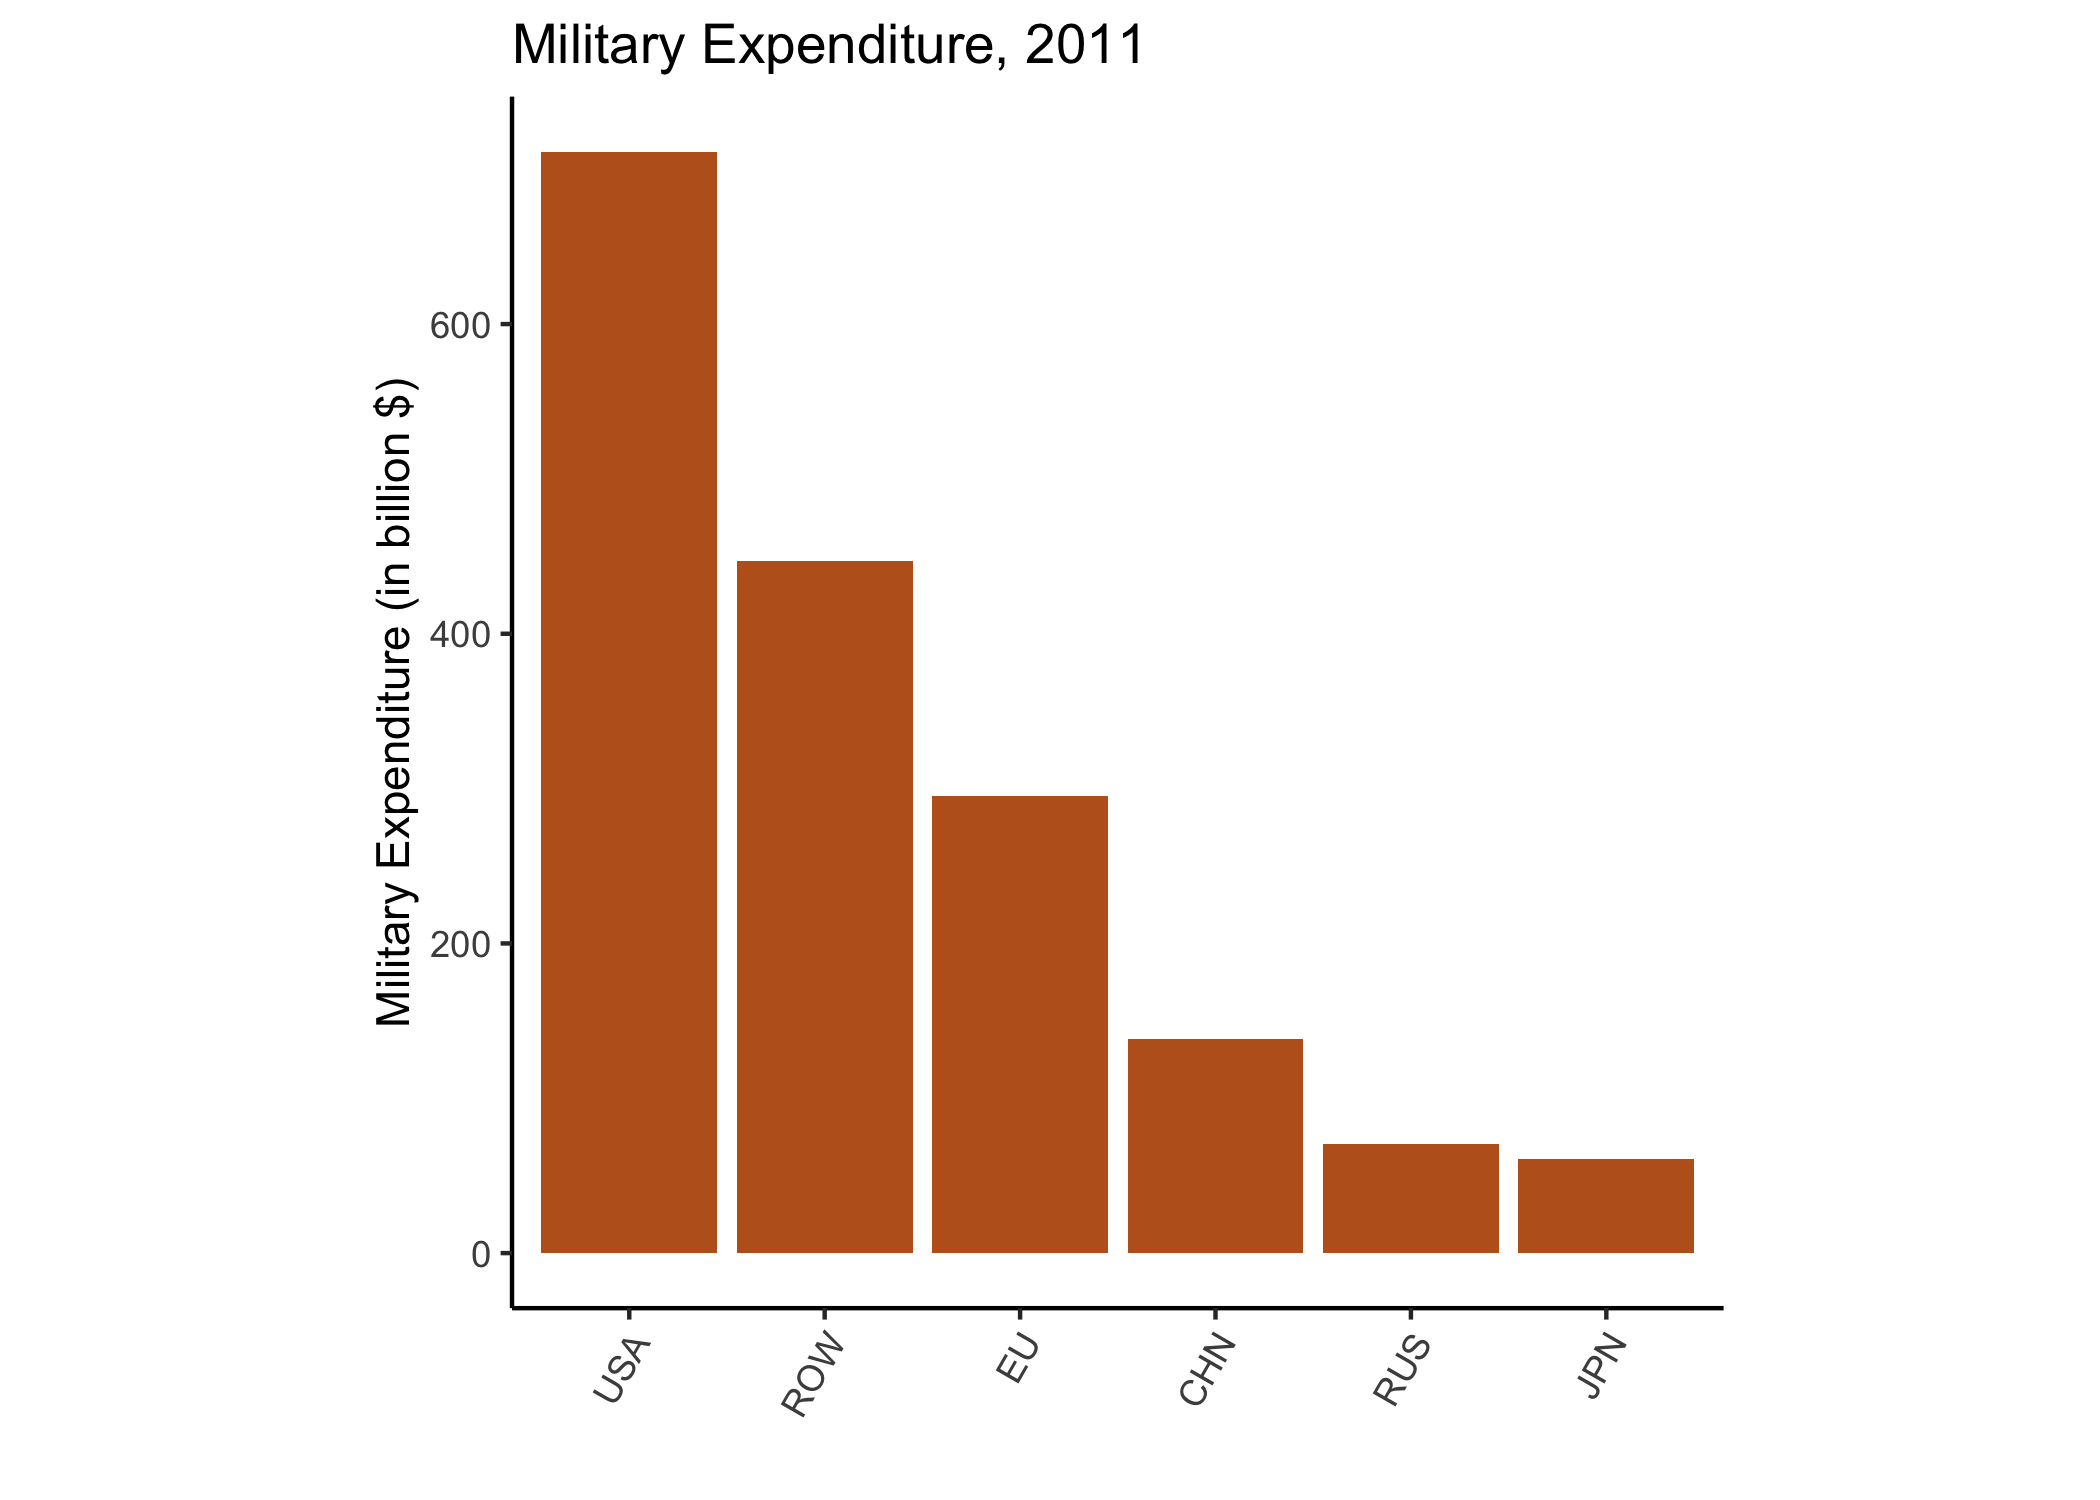 Military Expenditure, 2011
Military Expenditure (in billion $)
600
400
200
0
USA
ROW
EU
CHN
RUS
JPN